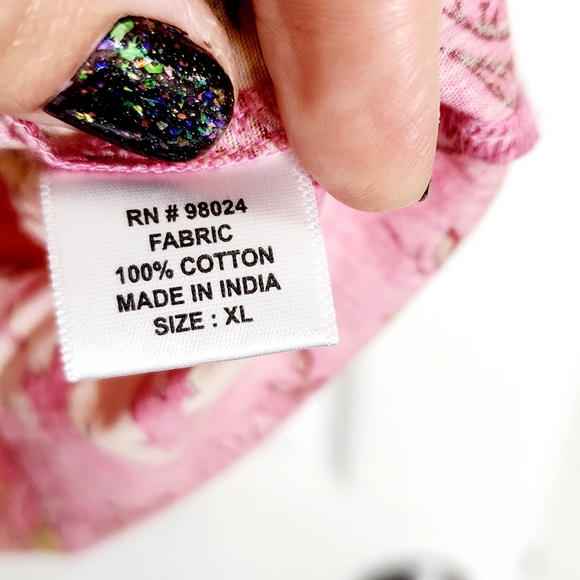 RN # 98024
FABRIC
100% COTTON
MADE IN INDIA
SIZE : XL